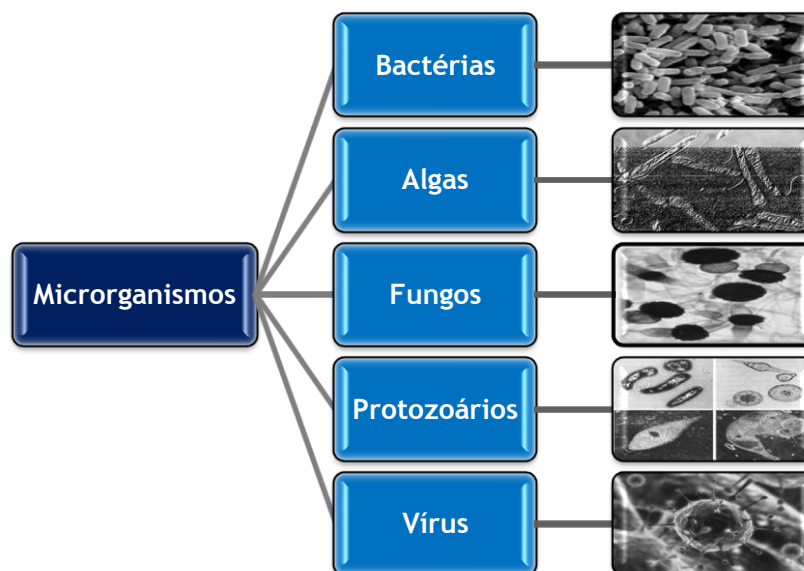 Bactérias
Algas
Microrganismos
Fungos
Protozoários
Vírus